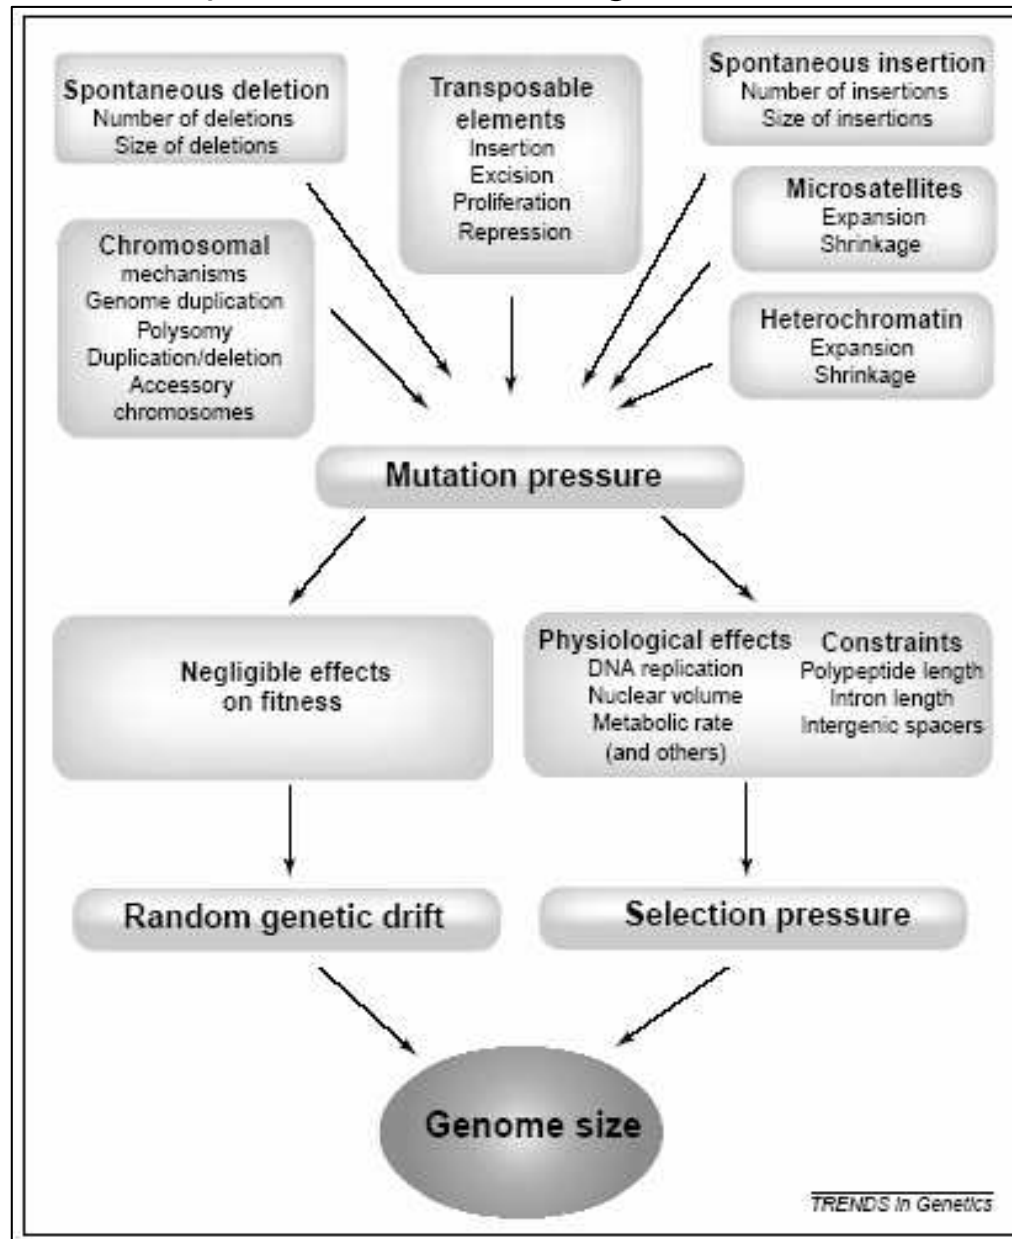 Spontaneous deletion
Number of deletions
Size of deletions
Transposable
elements
Insertion
Excision
Proliferation
Repression
Spontaneous insertion
Number of insertions
Size of insertions
Microsatellites
Expansion
Shrinkage
Chromosomal
mechanisms
Genome duplication
Polysomy
Duplication/deletion
Accessory
chromosomes
Heterochromatin
Expansion
Shrinkage
Mutation pressure
Negligible effects
on fitness
Physiological effects
DNA replication
Nuclear volume
Metabolic rate
(and others)
Constraints
Polypeptide length
Intron length
Intergenic spacers
Random genetic drift
Selection pressure
Genome size
TRENDS in Genetics